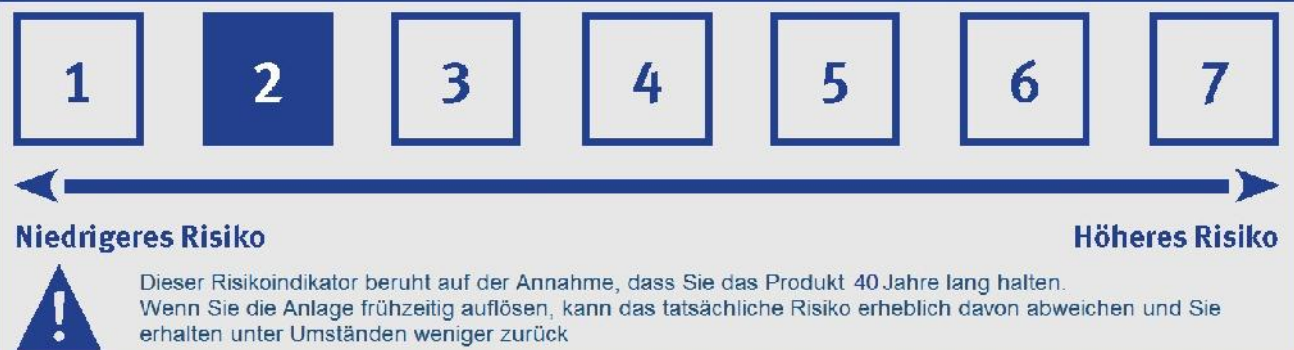 1 2 3 4 5 6 7
Niedrigeres Risiko Höheres Risiko
Dieser Risikoindikator beruht auf der Annahme, dass Sie das Produkt 40 Jahre lang halten.
Wenn Sie die Anlage frühzeitig auflösen, kann das tatsächliche Risiko erheblich davon abweichen und Sie
erhalten unter Umständen weniger zurück